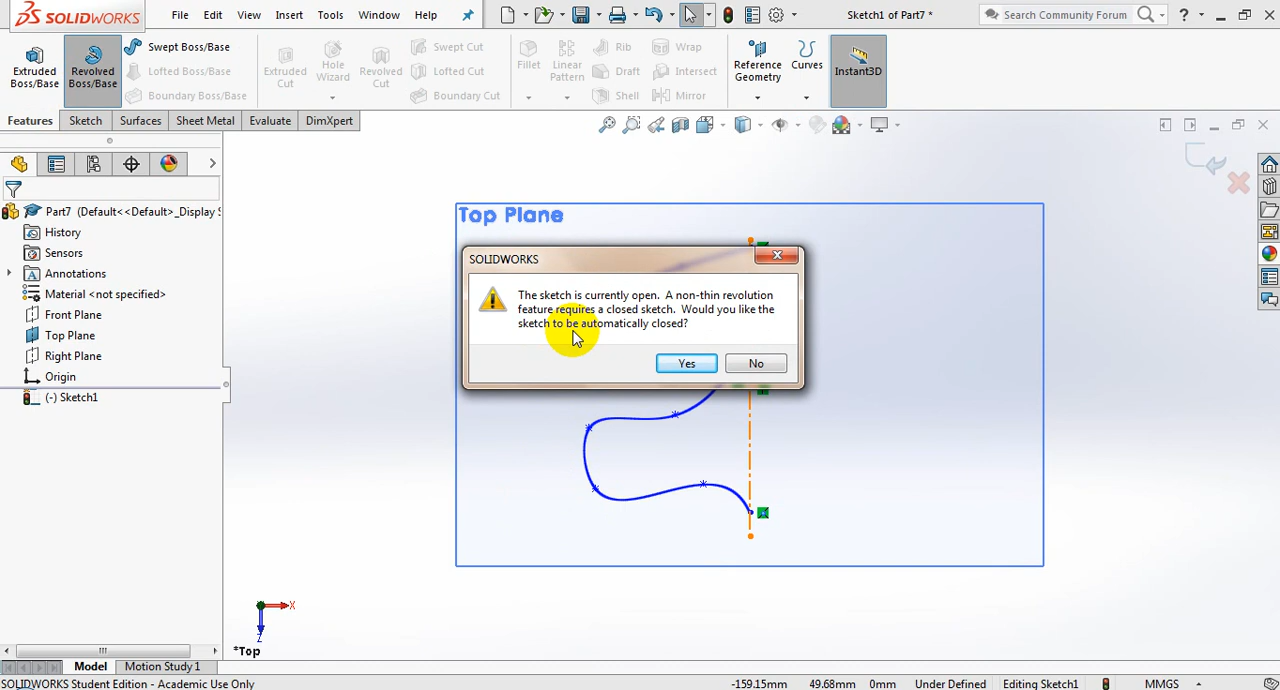 SOLIDWORKS
File Edit View Insert Tools Window Help
Sketch1 of Part7 *
Search Community Forum
?
Extruded Boss/Base
Revolved Boss/Base
Swept Boss/Base
Lofted Boss/Base
Boundary Boss/Base
Extruded Cut
Hole Wizard
Revolved Cut
Swept Cut
Lofted Cut
Boundary Cut
Fillet
Linear Pattern
Rib
Draft
Shell
Wrap
Intersect
Mirror
Reference Geometry
Curves
Instant3D
Features Sketch Surfaces Sheet Metal Evaluate DimXpert
Part7 (Default<<Default>_Display S
History
Sensors
Annotations
Material <not specified>
Front Plane
Top Plane
Right Plane
Origin
(-) Sketch1
Top Plane
SOLIDWORKS
The sketch is currently open. A non-thin revolution
feature requires a closed sketch. Would you like the
sketch to be automatically closed?
Yes No
X
Z
*Top
Model Motion Study 1
SOLIDWORKS Student Edition - Academic Use Only
-159.15mm 49.68mm 0mm Under Defined Editing Sketch1 MMGS